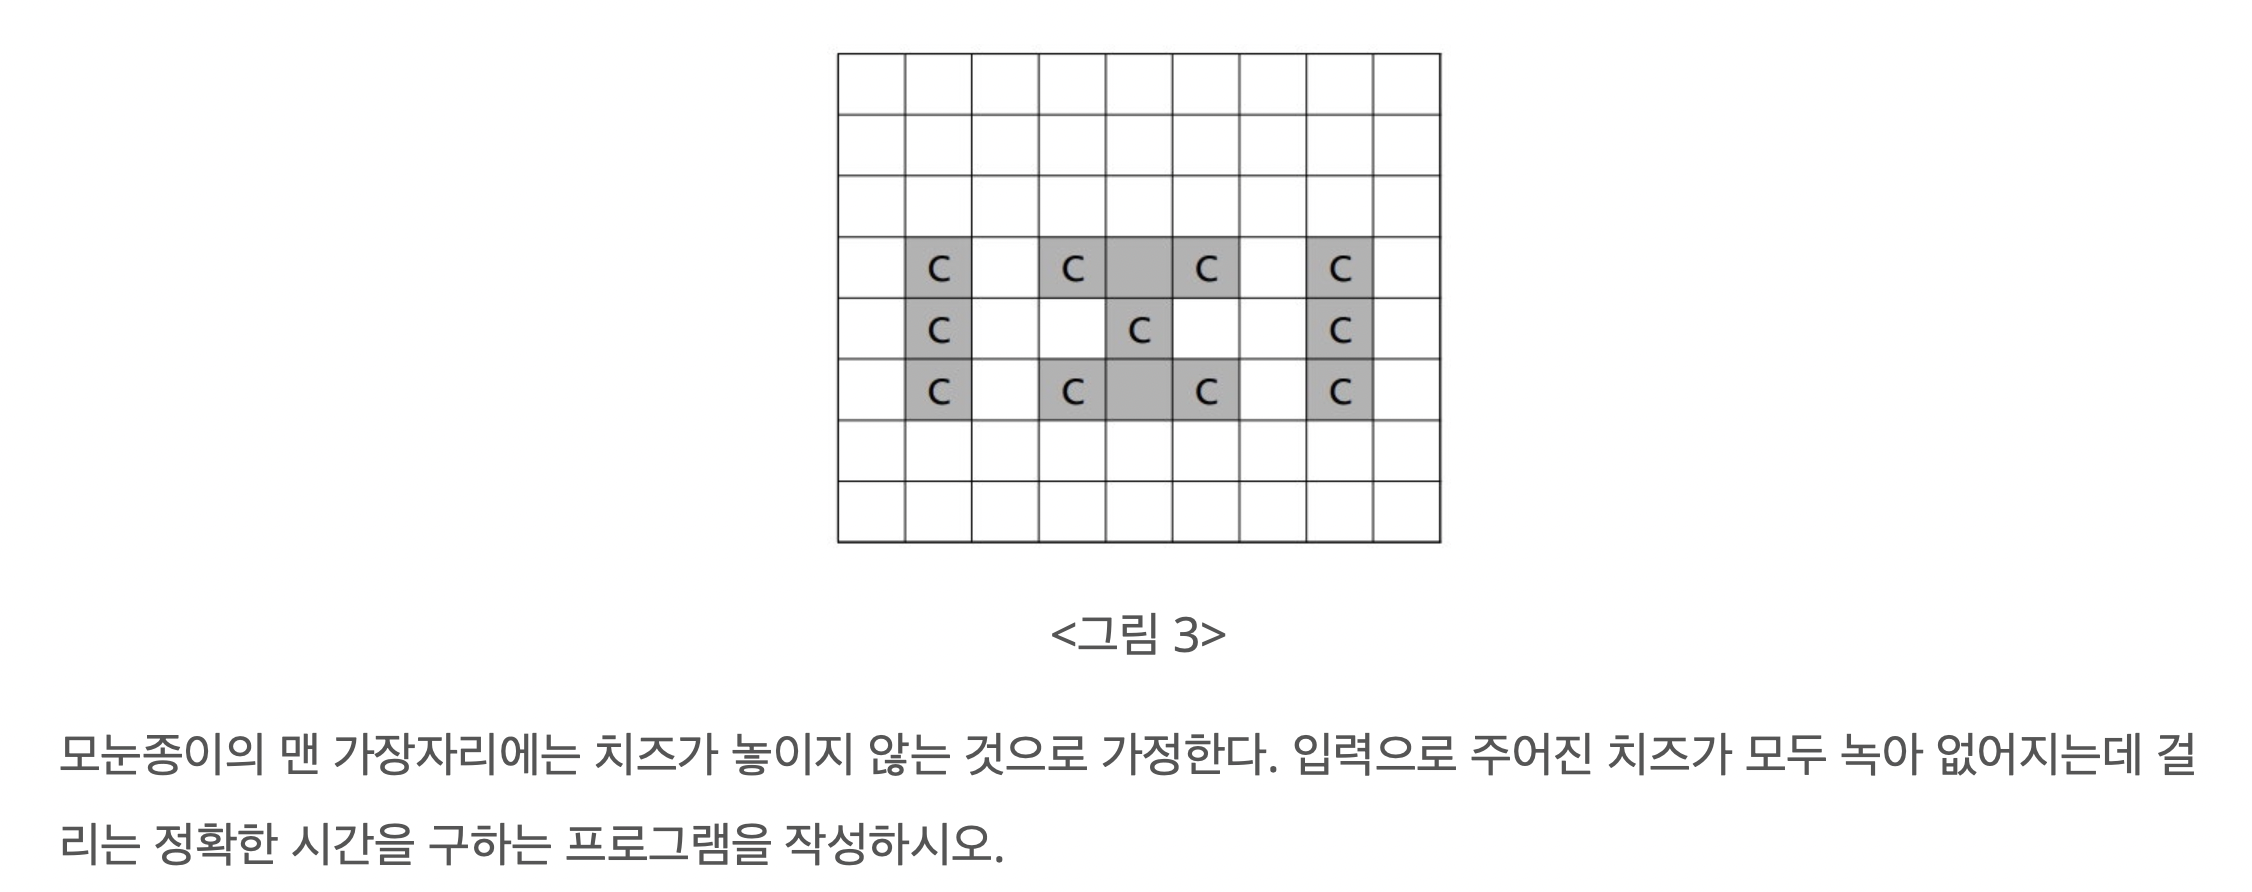 C C C C
C C C
C C C C
<그림 3>
모눈종이의 맨 가장자리에는 치즈가 놓이지 않는 것으로 가정한다. 입력으로 주어진 치즈가 모두 녹아 없어지는데 걸
리는 정확한 시간을 구하는 프로그램을 작성하시오.